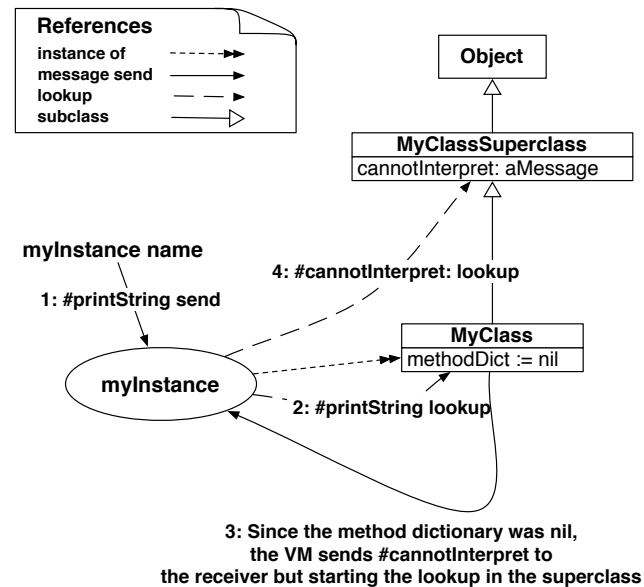 References
instance of
message send
lookup
subclass
Object
MyClassSuperclass
cannotInterpret: aMessage
myInstance name
4: #cannotInterpret: lookup
1: #printString send
MyClass
methodDict := nil
myInstance
2: #printString lookup
3: Since the method dictionary was nil,
the VM sends #cannotInterpret to
the receiver but starting the lookup in the superclass